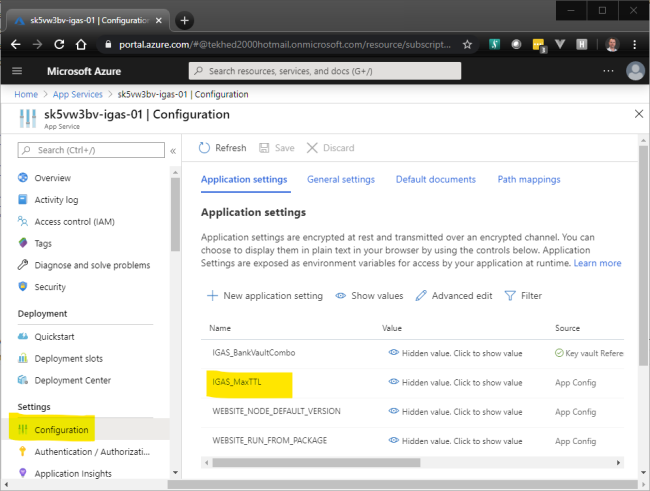 sk5vw3bv-igas-01 | Configuration
portal.azure.com/#@tekhed2000hotmail.onmicrosoft.com/resource/subscript...
3
H
Microsoft Azure
Search resources, services, and docs (G+/)
Home > App Services > sk5vw3bv-igas-01 | Configuration
sk5vw3bv-igas-01 | Configuration
App Service
Search (Ctrl+/)
Overview
Activity log
Access control (IAM)
Tags
Diagnose and solve problems
Security
Deployment
Quickstart
Deployment slots
Deployment Center
Settings
Configuration
Authentication / Authorizati...
Application Insights
Refresh
Save
Discard
Application settings
General settings
Default documents
Path mappings
Application settings
Application settings are encrypted at rest and transmitted over an encrypted channel. You can
choose to display them in plain text in your browser by using the controls below. Application
Settings are exposed as environment variables for access by your application at runtime. Learn more
New application setting
Show values
Advanced edit
Filter
Name Value Source
IGAS_BankVaultCombo Hidden value. Click to show value Key vault Refere
IGAS_MaxTTL Hidden value. Click to show value App Config
WEBSITE_NODE_DEFAULT_VERSION Hidden value. Click to show value App Config
WEBSITE_RUN_FROM_PACKAGE Hidden value. Click to show value App Config